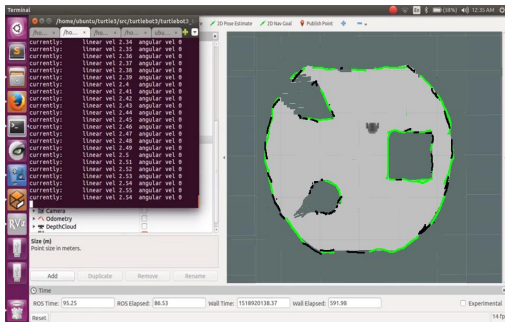 Terminal
(38%) 12:35 AM
/home/ubuntu/turtle3/src/turtlebot3/turtlebot3_
2D Pose Estimate 2D Nav Goal Publish Point
/ho... /ho... /ho... /ho... ubu...
currently: linear vel 2.34 angular vel 0
currently: linear vel 2.35 angular vel 0
currently: linear vel 2.36 angular vel 0
currently: linear vel 2.37 angular vel 0
currently: linear vel 2.38 angular vel 0
currently: linear vel 2.39 angular vel 0
currently: linear vel 2.4 angular vel 0
currently: linear vel 2.41 angular vel 0
currently: linear vel 2.42 angular vel 0
currently: linear vel 2.43 angular vel 0
currently: linear vel 2.44 angular vel 0
currently: linear vel 2.45 angular vel 0
currently: linear vel 2.46 angular vel 0
currently: linear vel 2.47 angular vel 0
currently: linear vel 2.48 angular vel 0
currently: linear vel 2.49 angular vel 0
currently: linear vel 2.5 angular vel 0
currently: linear vel 2.51 angular vel 0
currently: linear vel 2.52 angular vel 0
currently: linear vel 2.53 angular vel 0
currently: linear vel 2.54 angular vel 0
currently: linear vel 2.55 angular vel 0
currently: linear vel 2.54 angular vel 0
Camera
Odometry
DepthCloud
Size (m)
Point size in meters.
Add Duplicate Remove Rename
Time
ROS Time: 95.25 ROS Elapsed: 86.53 Wall Time: 1518920138.37 Wall Elapsed: 591.98 Experimental
Reset 14 fp